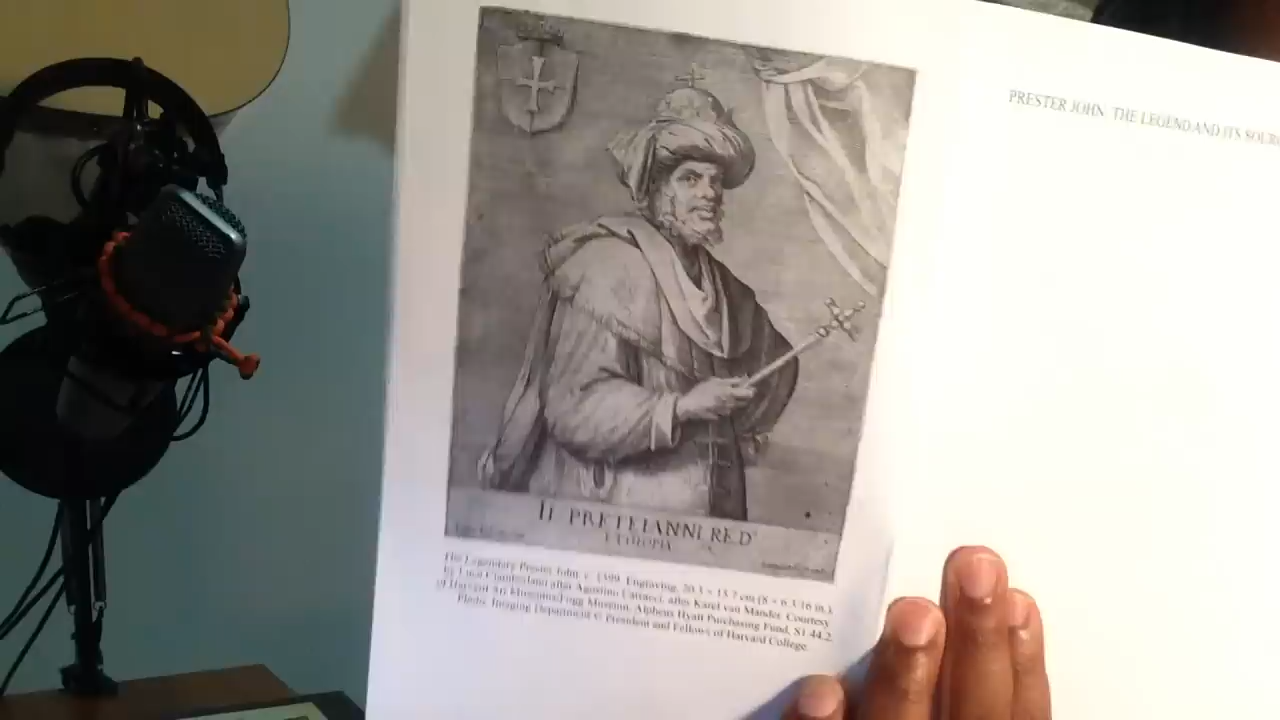 PRESTER JOHN: THE LEGEND AND ITS SOURC
IL PRETEIANNI RE D'
ETHIOPIA
The Legendary Prester John c. 1599. Engraving, 20.3 × 15.7 cm (8 × 6 3/16 in.),
by Luca Ciamberlano after Agostino Carracci, after Karel van Mander. Courtesy
of Harvard Art Museums/Fogg Museum, Alpheus Hyatt Purchasing Fund, S1.44.2.
Photo: Imaging Department © President and Fellows of Harvard College.